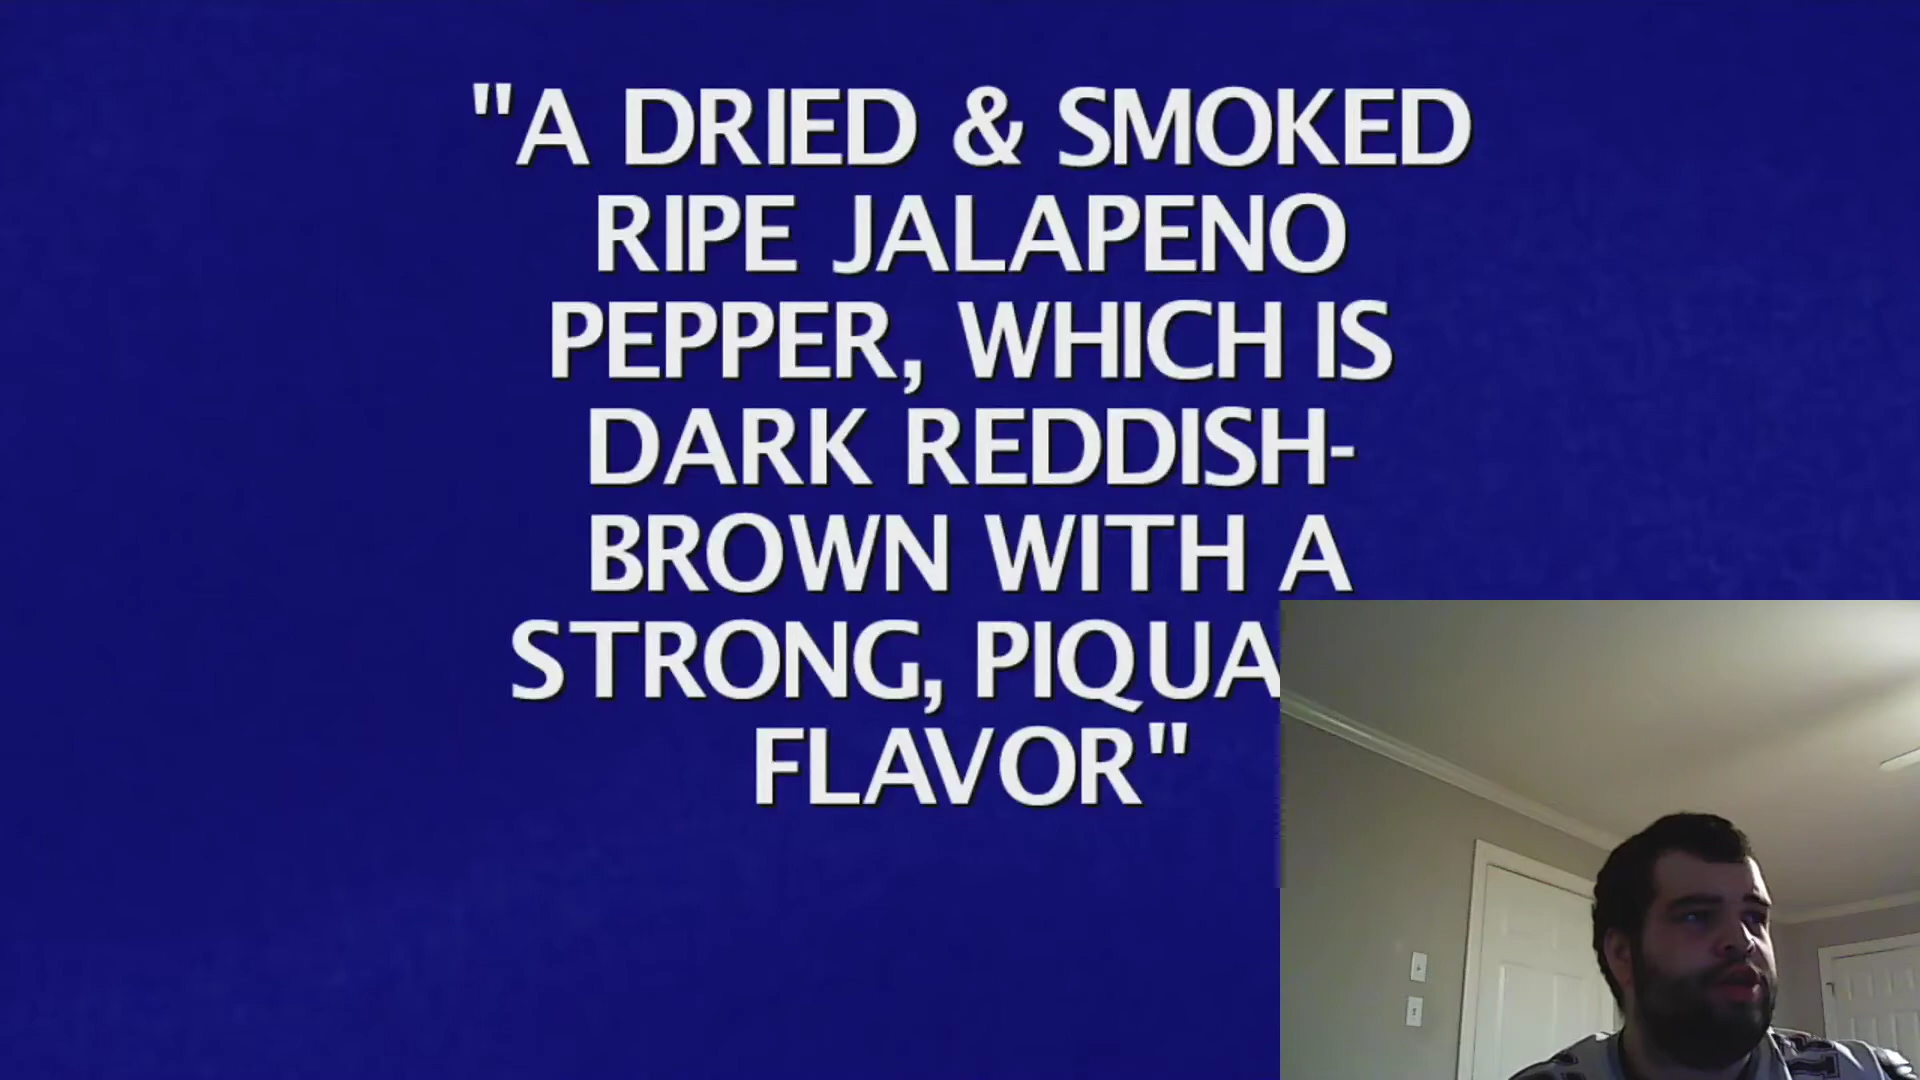 "A DRIED & SMOKED
RIPE JALAPENO
PEPPER, WHICH IS
DARK REDDISH-
BROWN WITH A
STRONG,
FLAVOR"